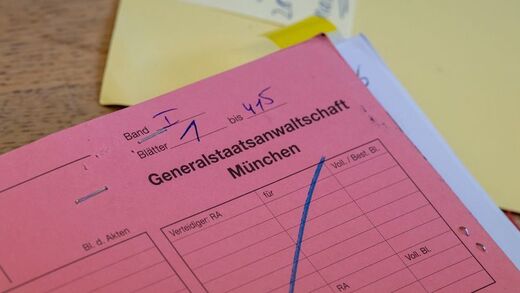 Band I
Blätter 1 bis 415
Generalstaatsanwaltschaft
München
Verteidiger RA
für
Voll. / Best. Bl.
Bl. d. Akten
Voll. Bl.
RA